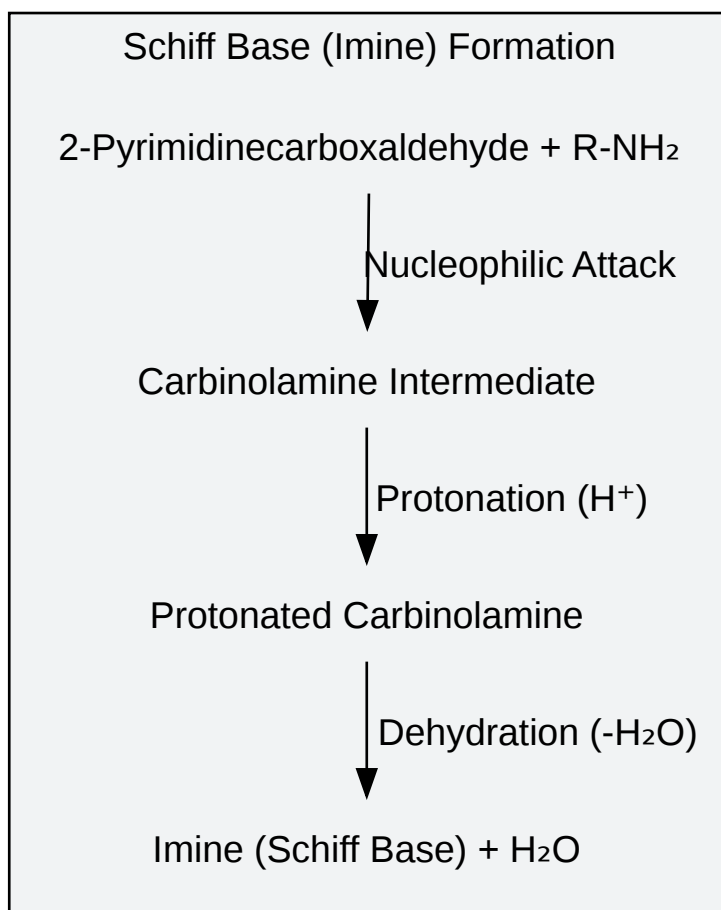 Schiff Base (Imine) Formation
2-Pyrimidinecarboxaldehyde + R-NH₂
Nucleophilic Attack
Carbinolamine Intermediate
Protonation (H⁺)
Protonated Carbinolamine
Dehydration (-H₂O)
Imine (Schiff Base) + H₂O